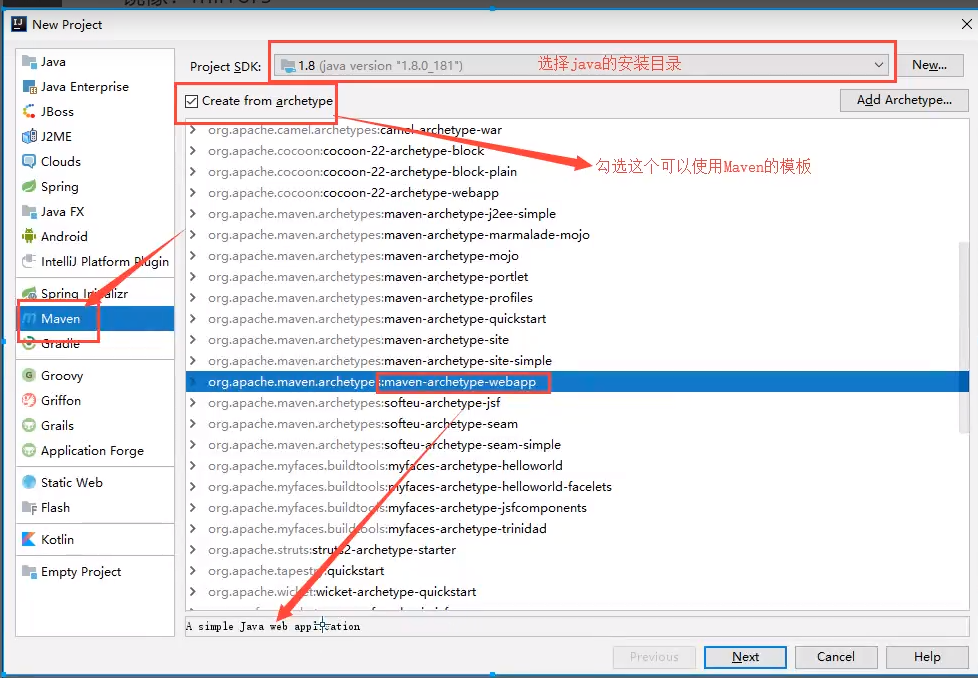 镜像：mirrors
New Project
Java
Java Enterprise
JBoss
J2ME
Clouds
Spring
Java FX
Android
IntelliJ Platform Plugin
Spring Initializr
Maven
Gradle
Groovy
Griffon
Grails
Application Forge
Static Web
Flash
Kotlin
Empty Project
Project SDK: 1.8 (java version "1.8.0_181") 选择java的安装目录 New...
Create from archetype Add Archetype...
org.apache.camel.archetypes:camel-archetype-war
org.apache.cocoon:cocoon-22-archetype-block
勾选这个可以使用Maven的模板
org.apache.cocoon:cocoon-22-archetype-block-plain
org.apache.cocoon:cocoon-22-archetype-webapp
org.apache.maven.archetypes:maven-archetype-j2ee-simple
org.apache.maven.archetypes:maven-archetype-marmalade-mojo
org.apache.maven.archetypes:maven-archetype-mojo
org.apache.maven.archetypes:maven-archetype-portlet
org.apache.maven.archetypes:maven-archetype-profiles
org.apache.maven.archetypes:maven-archetype-quickstart
org.apache.maven.archetypes:maven-archetype-site
org.apache.maven.archetypes:maven-archetype-site-simple
org.apache.maven.archetypes:maven-archetype-webapp
org.apache.maven.archetypes:softeu-archetype-jsf
org.apache.maven.archetypes:softeu-archetype-seam
org.apache.maven.archetypes:softeu-archetype-seam-simple
org.apache.myfaces.buildtools:myfaces-archetype-helloworld
org.apache.myfaces.buildtools:myfaces-archetype-helloworld-facelets
org.apache.myfaces.buildtools:myfaces-archetype-jsfcomponents
org.apache.myfaces.buildtools:myfaces-archetype-trinidad
org.apache.struts:struts2-archetype-starter
org.apache.tapestry:quickstart
org.apache.wicket:wicket-archetype-quickstart
A simple Java web application
Previous Next Cancel Help